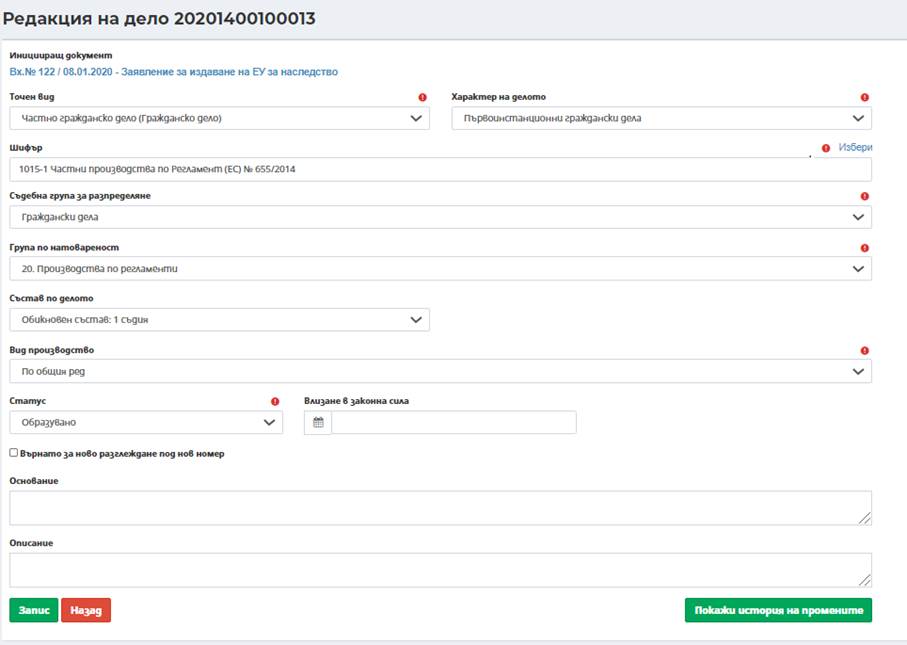 Редакция на дело 20201400100013
Иницииращ документ
Вх.№ 122 / 08.01.2020 - Заявление за издаване на ЕУ за наследство
Точен вид
Характер на делото
Частно гражданско дело (Гражданско дело)
Първоинстанционни граждански дела
Шифър
Избери
1015-1 Частни производства по Регламент (ЕС) № 655/2014
Съдебна група за разпределяне
Граждански дела
Група по натовареност
20. Производства по регламенти
Състав по делото
Обикновен състав: 1 съдия
Вид производство
По общия ред
Статус
Влизане в законна сила
Образувано
Върнато за ново разглеждане под нов номер
Основание
Описание
Запис
Назад
Покажи история на промените